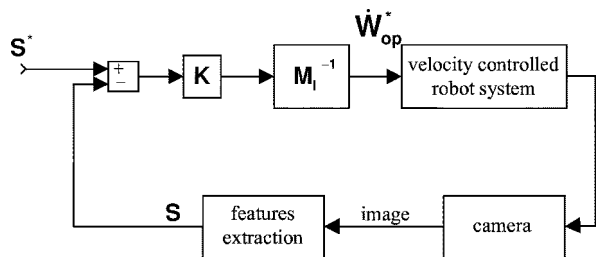 S*
+
−
K
M_I^{-1}
Ẇ*_op
velocity controlled
robot system
S
features
extraction
image
camera